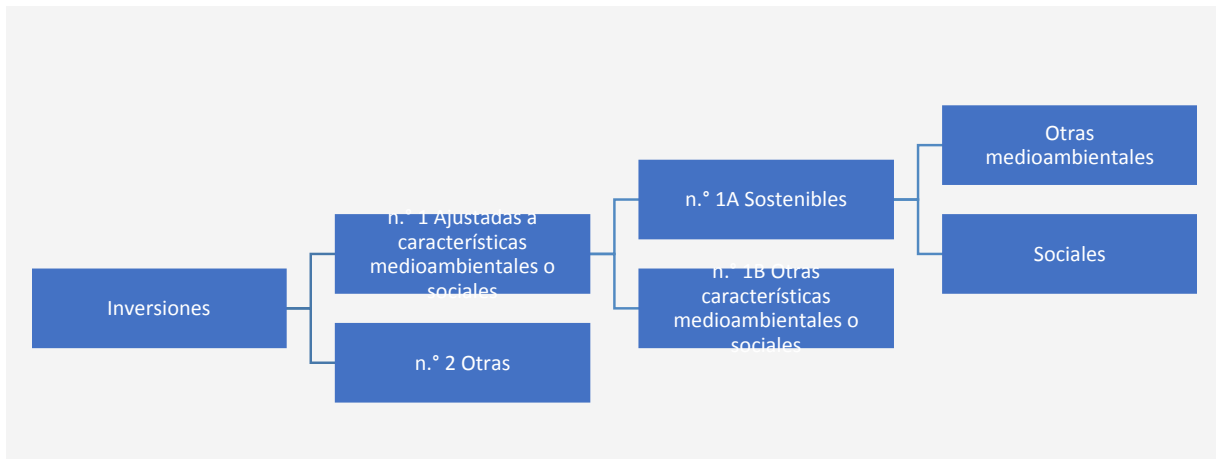 Inversiones
n.° 1 Ajustadas a
características
medioambientales o
sociales
n.° 2 Otras
n.° 1A Sostenibles
n.° 1B Otras
características
medioambientales o
sociales
Otras
medioambientales
Sociales